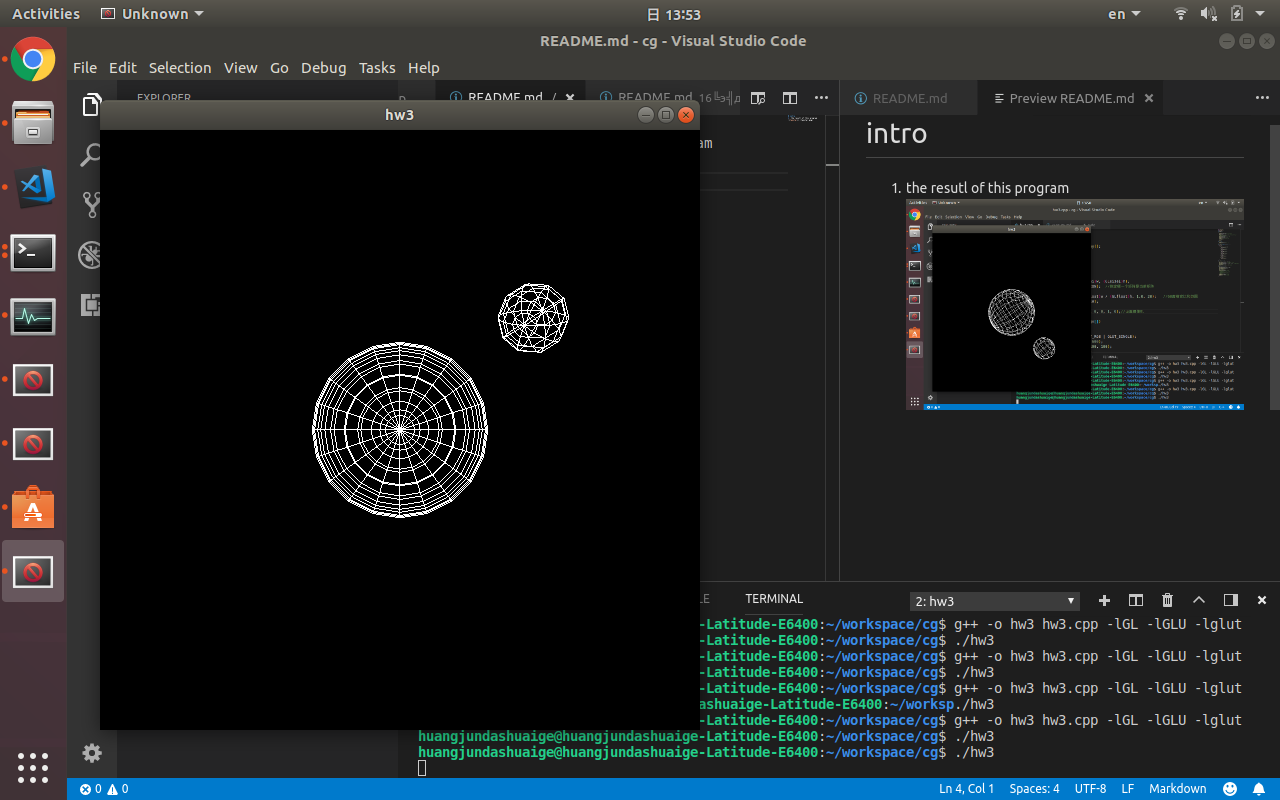 Activities Unknown 日 13:53 en
README.md - cg - Visual Studio Code
File Edit Selection View Go Debug Tasks Help
EXPLORER
README.md
README.md
README.md
Preview README.md
hw3
intro
1. the resutl of this program
TERMINAL
2: hw3
-Latitude-E6400:~/workspace/cg$ g++ -o hw3 hw3.cpp -lGL -lGLU -lglut
-Latitude-E6400:~/workspace/cg$ ./hw3
-Latitude-E6400:~/workspace/cg$ g++ -o hw3 hw3.cpp -lGL -lGLU -lglut
-Latitude-E6400:~/workspace/cg$ ./hw3
-Latitude-E6400:~/workspace/cg$ g++ -o hw3 hw3.cpp -lGL -lGLU -lglut
ashuaige-Latitude-E6400:~/worksp./hw3
-Latitude-E6400:~/workspace/cg$ g++ -o hw3 hw3.cpp -lGL -lGLU -lglut
huangjundashuaige@huangjundashuaige-Latitude-E6400:~/workspace/cg$ ./hw3
huangjundashuaige@huangjundashuaige-Latitude-E6400:~/workspace/cg$ ./hw3
0 0 Ln 4, Col 1 Spaces: 4 UTF-8 LF Markdown